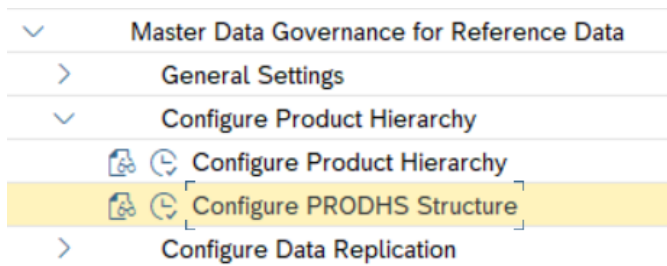 Master Data Governance for Reference Data
General Settings
Configure Product Hierarchy
Configure Product Hierarchy
Configure PRODHS Structure
Configure Data Replication